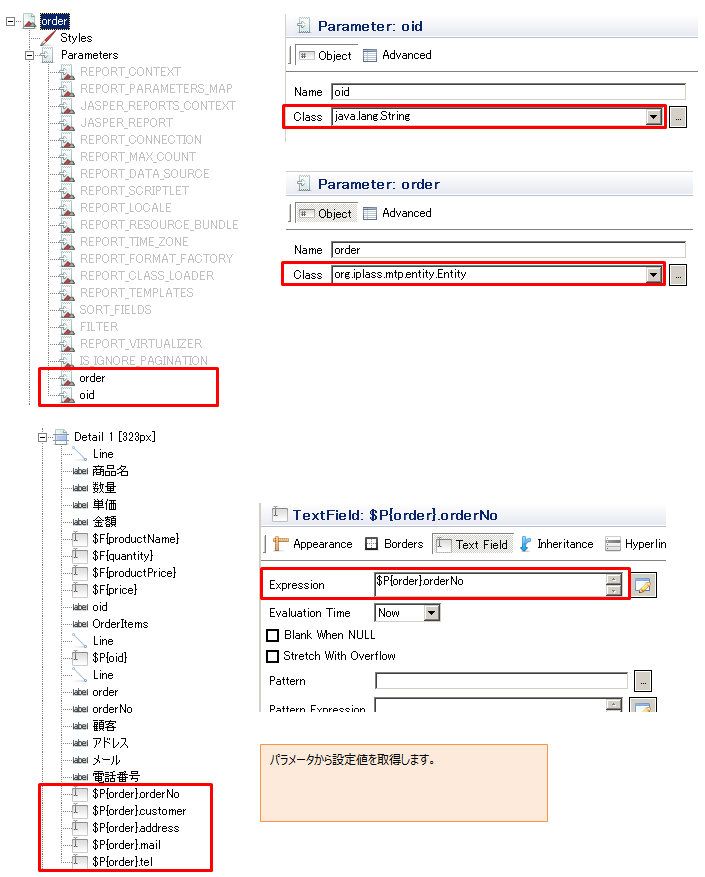 order
Styles
Parameters
REPORT_CONTEXT
REPORT_PARAMETERS_MAP
JASPER_REPORTS_CONTEXT
JASPER_REPORT
REPORT_CONNECTION
REPORT_MAX_COUNT
REPORT_DATA_SOURCE
REPORT_SCRIPTLET
REPORT_LOCALE
REPORT_RESOURCE_BUNDLE
REPORT_TIME_ZONE
REPORT_FORMAT_FACTORY
REPORT_CLASS_LOADER
REPORT_TEMPLATES
SORT_FIELDS
FILTER
REPORT_VIRTUALIZER
IS_IGNORE_PAGINATION
order
oid
Parameter: oid
Object Advanced
Name oid
Class java.lang.String ...
Parameter: order
Object Advanced
Name order
Class org.iplass.mtp.entity.Entity ...
Detail 1 [323px]
Line
label 商品名
label 数量
label 単価
label 金額
$F{productName}
$F{quantity}
$F{productPrice}
$F{price}
label oid
label OrderItems
Line
$P{oid}
Line
label order
label orderNo
label 顧客
label アドレス
label メール
label 電話番号
$P{order}.orderNo
$P{order}.customer
$P{order}.address
$P{order}.mail
$P{order}.tel
TextField: $P{order}.orderNo
Appearance Borders Text Field Inheritance Hyperlin
Expression $P{order}.orderNo
Evaluation Time Now
Blank When NULL
Stretch With Overflow
Pattern ...
Pattern Expression
パラメータから設定値を取得します。